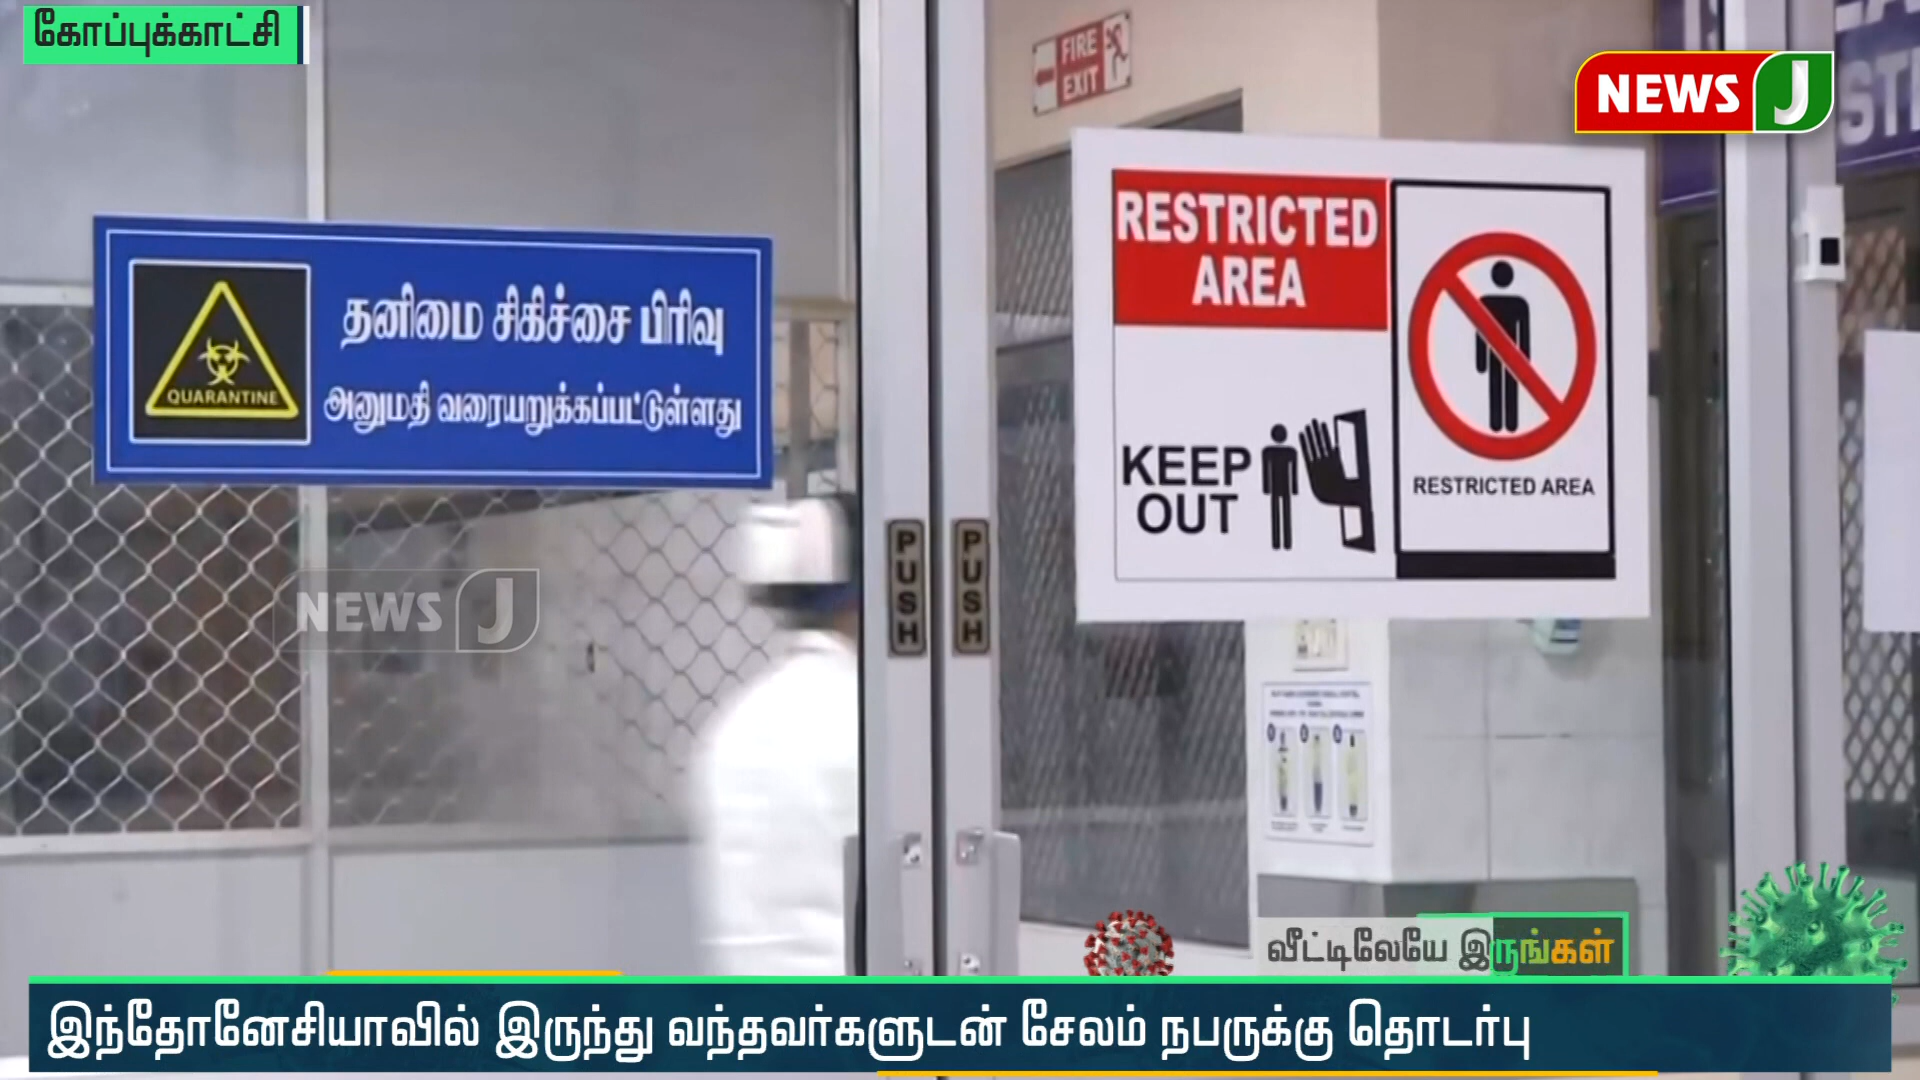 கோப்புக்காட்சி
FIRE
EXIT
NEWS J
தனிமை சிகிச்சை பிரிவு
அனுமதி வரையறுக்கப்பட்டுள்ளது
QUARANTINE
RESTRICTED
AREA
KEEP
OUT
RESTRICTED AREA
PUSH
PUSH
NEWS J
வீட்டிலேயே இருங்கள்
இந்தோனேசியாவில் இருந்து வந்தவர்களுடன் சேலம் நபருக்கு தொடர்பு